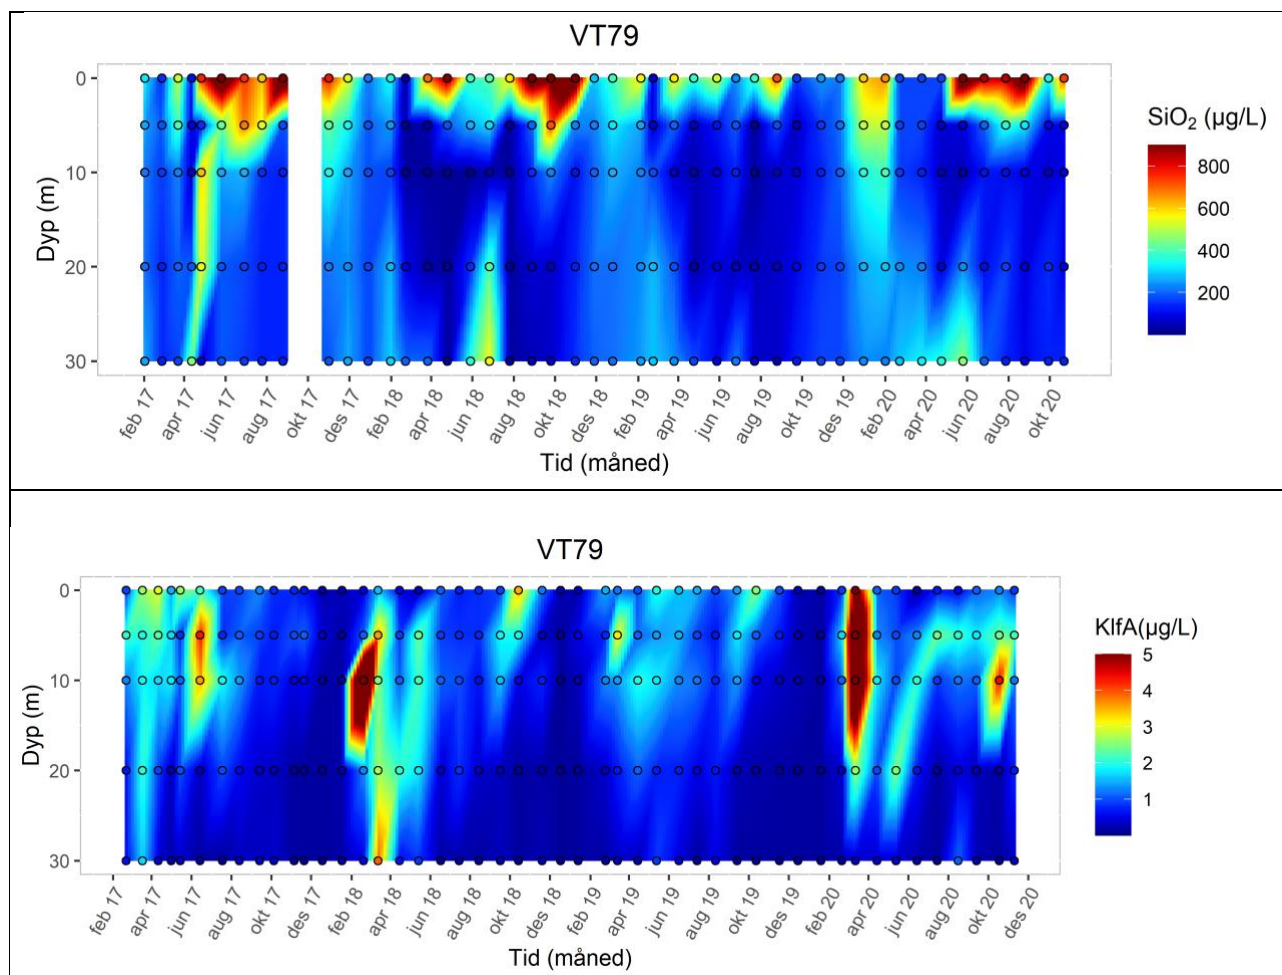 VT79
SiO₂ (µg/L)
800
600
400
200
Dyp (m)
0
10
20
30
feb 17 apr 17 jun 17 aug 17 okt 17 des 17 feb 18 apr 18 jun 18 aug 18 okt 18 des 18 feb 19 apr 19 jun 19 aug 19 okt 19 des 19 feb 20 apr 20 jun 20 aug 20 okt 20
Tid (måned)
VT79
KlfA(µg/L)
5
4
3
2
1
Dyp (m)
0
10
20
30
feb 17 apr 17 jun 17 aug 17 okt 17 des 17 feb 18 apr 18 jun 18 aug 18 okt 18 des 18 feb 19 apr 19 jun 19 aug 19 okt 19 des 19 feb 20 apr 20 jun 20 aug 20 okt 20 des 20
Tid (måned)